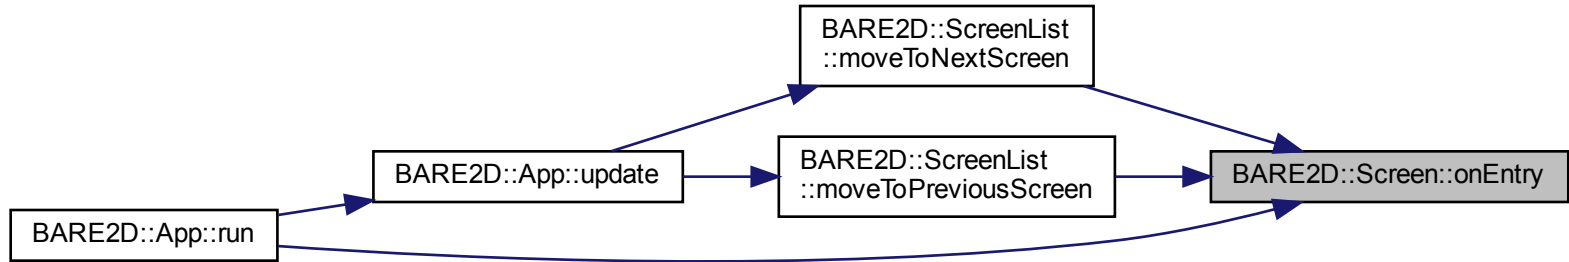 BARE2D::ScreenList
::moveToNextScreen
BARE2D::App::update
BARE2D::ScreenList
::moveToPreviousScreen
BARE2D::Screen::onEntry
BARE2D::App::run